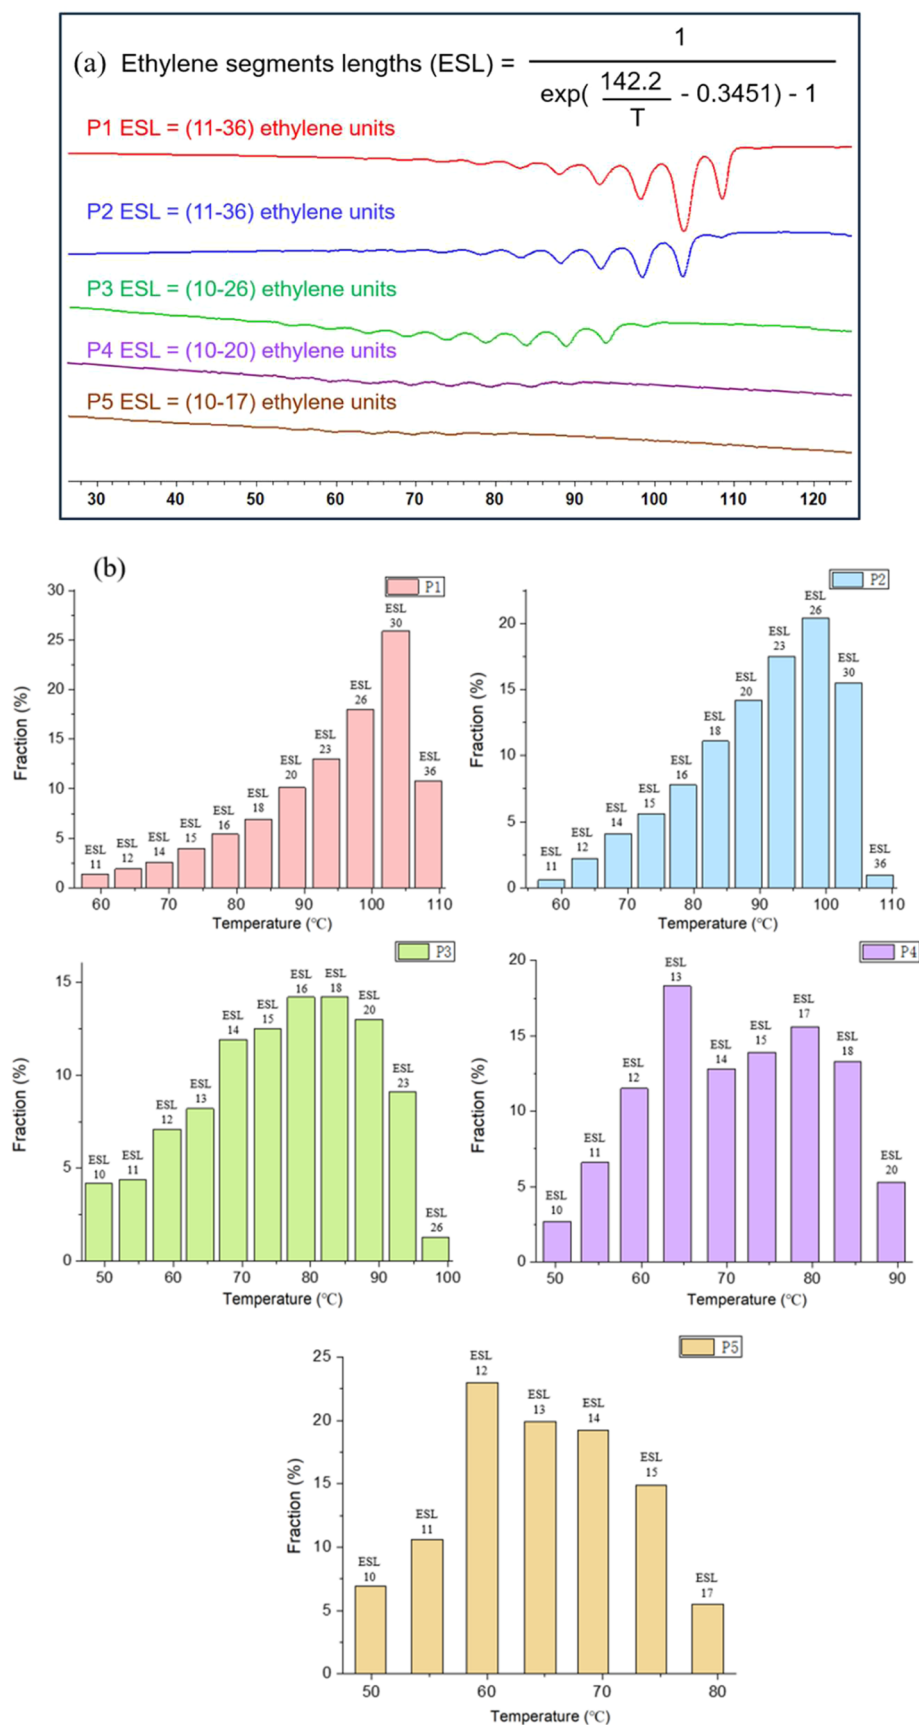 (a) Ethylene segments lengths (ESL) = 1
exp( 142.2 / T - 0.3451) - 1
P1 ESL = (11-36) ethylene units
P2 ESL = (11-36) ethylene units
P3 ESL = (10-26) ethylene units
P4 ESL = (10-20) ethylene units
P5 ESL = (10-17) ethylene units
30 40 50 60 70 80 90 100 110 120
(b)
P1
Fraction (%)
30
25
20
15
10
5
0
ESL 11
ESL 12
ESL 14
ESL 15
ESL 16
ESL 18
ESL 20
ESL 23
ESL 26
ESL 30
ESL 36
60 70 80 90 100 110
Temperature (℃)
P2
Fraction (%)
20
15
10
5
0
ESL 11
ESL 12
ESL 14
ESL 15
ESL 16
ESL 18
ESL 20
ESL 23
ESL 26
ESL 30
ESL 36
60 70 80 90 100 110
Temperature (℃)
P3
Fraction (%)
15
10
5
0
ESL 10
ESL 11
ESL 12
ESL 13
ESL 14
ESL 15
ESL 16
ESL 18
ESL 20
ESL 23
ESL 26
50 60 70 80 90 100
Temperature (℃)
P4
Fraction (%)
20
15
10
5
0
ESL 10
ESL 11
ESL 12
ESL 13
ESL 14
ESL 15
ESL 17
ESL 18
ESL 20
50 60 70 80 90
Temperature (℃)
P5
Fraction (%)
25
20
15
10
5
0
ESL 10
ESL 11
ESL 12
ESL 13
ESL 14
ESL 15
ESL 17
50 60 70 80
Temperature (℃)